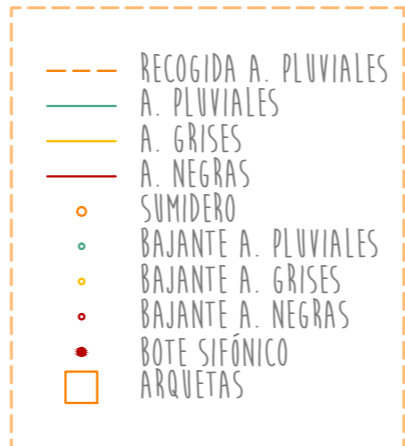 RECOGIDA A. PLUVIALES
A. PLUVIALES
A. GRISES
A. NEGRAS
SUMIDERO
BAJANTE A. PLUVIALES
BAJANTE A. GRISES
BAJANTE A. NEGRAS
BOTE SIFÓNICO
ARQUETAS